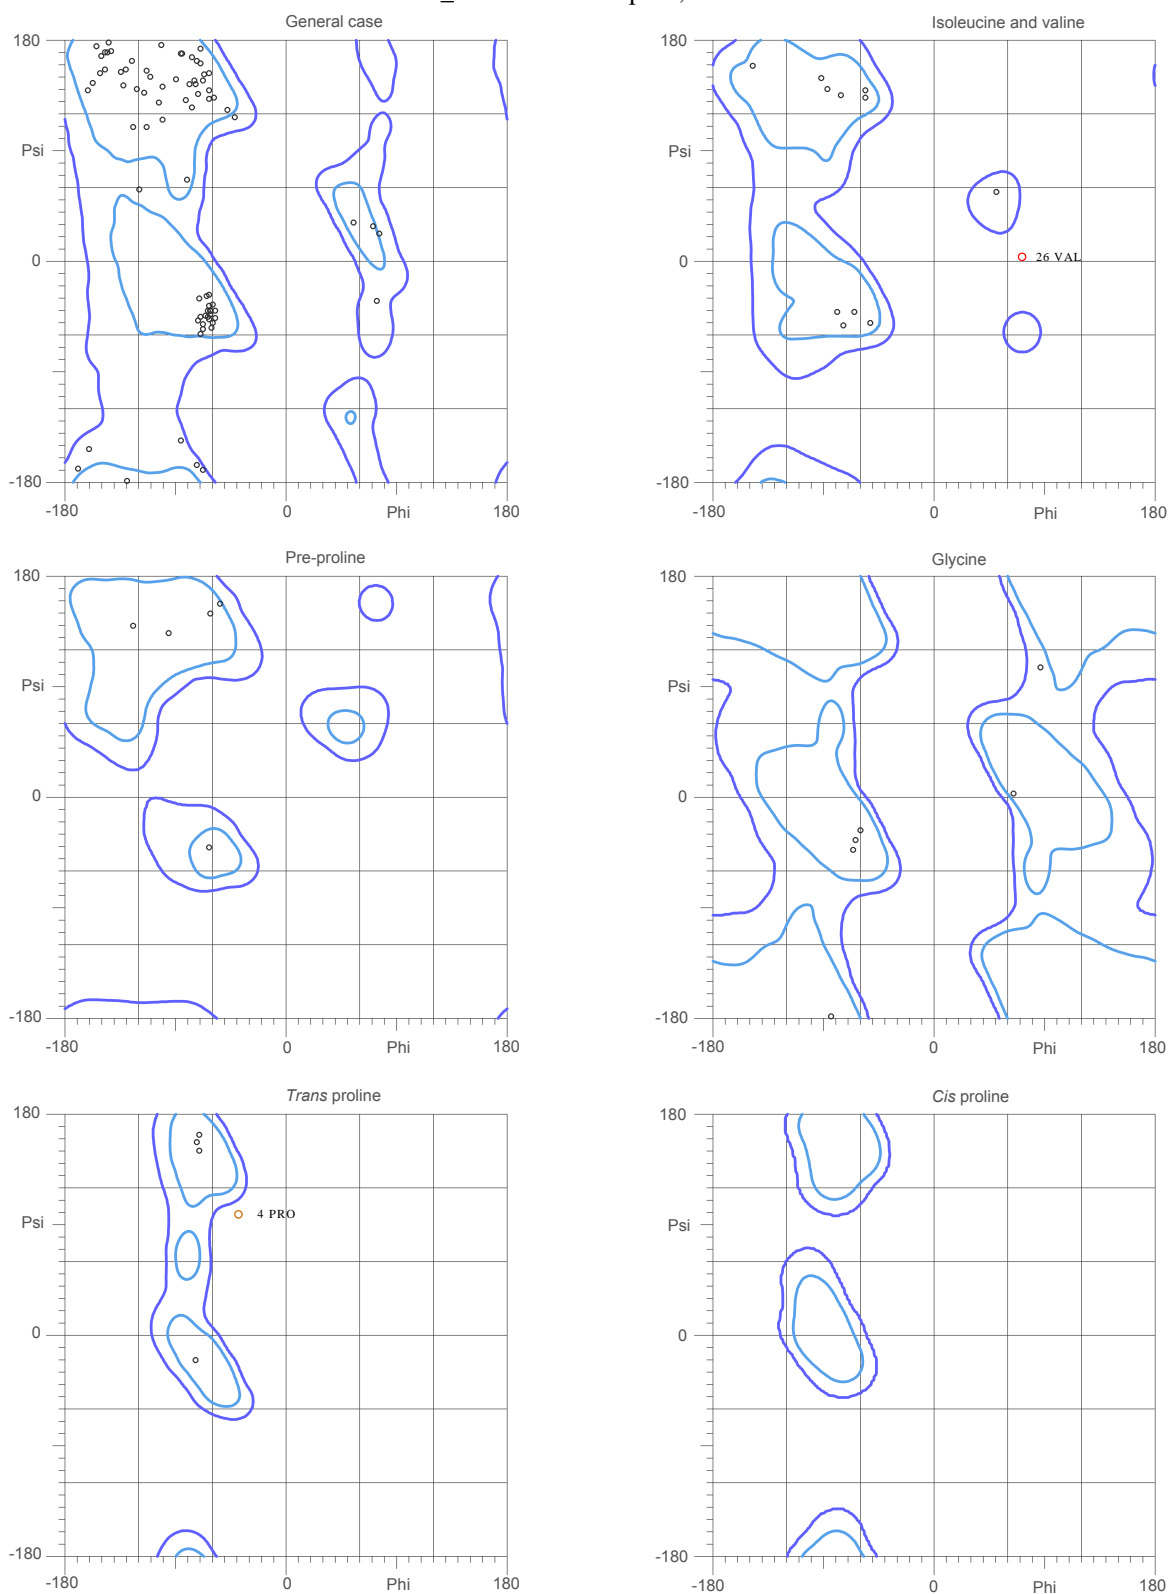 General case
Isoleucine and valine
180
Psi
0
-180
-180
0
Phi
180
180
Psi
0
26 VAL
-180
-180
0
Phi
180
Pre-proline
Glycine
180
Psi
0
-180
-180
0
Phi
180
180
Psi
0
-180
-180
0
Phi
180
Trans proline
Cis proline
180
4 PRO
Psi
0
-180
-180
0
Phi
180
180
Psi
0
-180
-180
0
Phi
180